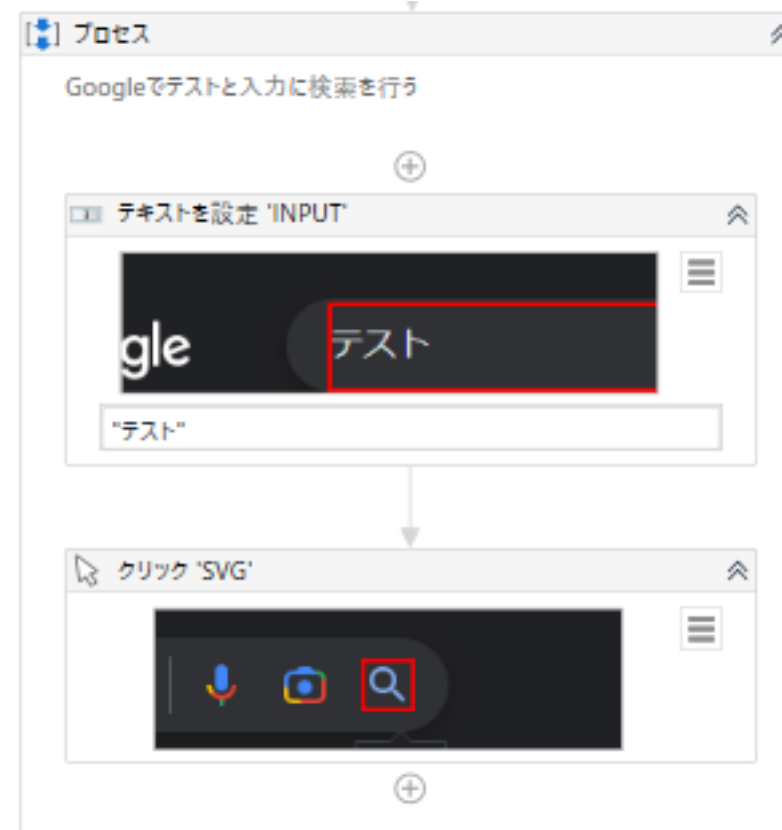 プロセス
Googleでテストと入力に検索を行う
テキストを設定 'INPUT'
gle
テスト
"テスト"
クリック 'SVG'